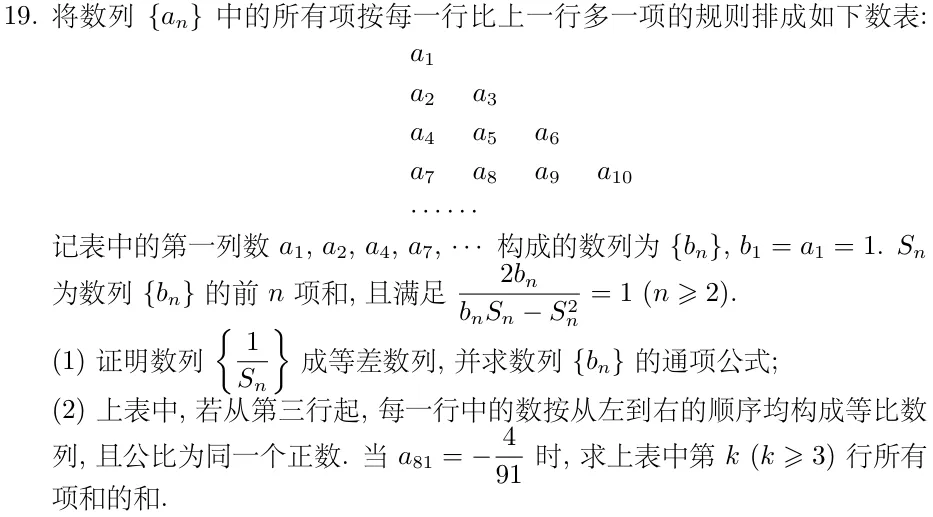 19. 将数列 {aₙ} 中的所有项按每一行比上一行多一项的规则排成如下数表:
a₁
a₂ a₃
a₄ a₅ a₆
a₇ a₈ a₉ a₁₀
······
记表中的第一列数 a₁, a₂, a₄, a₇, ··· 构成的数列为 {bₙ}, b₁ = a₁ = 1. Sₙ
为数列 {bₙ} 的前 n 项和, 且满足 \frac{2bₙ}{bₙSₙ − Sₙ²} = 1 (n ⩾ 2).
(1) 证明数列 {\frac{1}{Sₙ}} 成等差数列, 并求数列 {bₙ} 的通项公式;
(2) 上表中, 若从第三行起, 每一行中的数按从左到右的顺序均构成等比数
列, 且公比为同一个正数. 当 a₈₁ = −\frac{4}{91} 时, 求上表中第 k (k ⩾ 3) 行所有
项和的和.